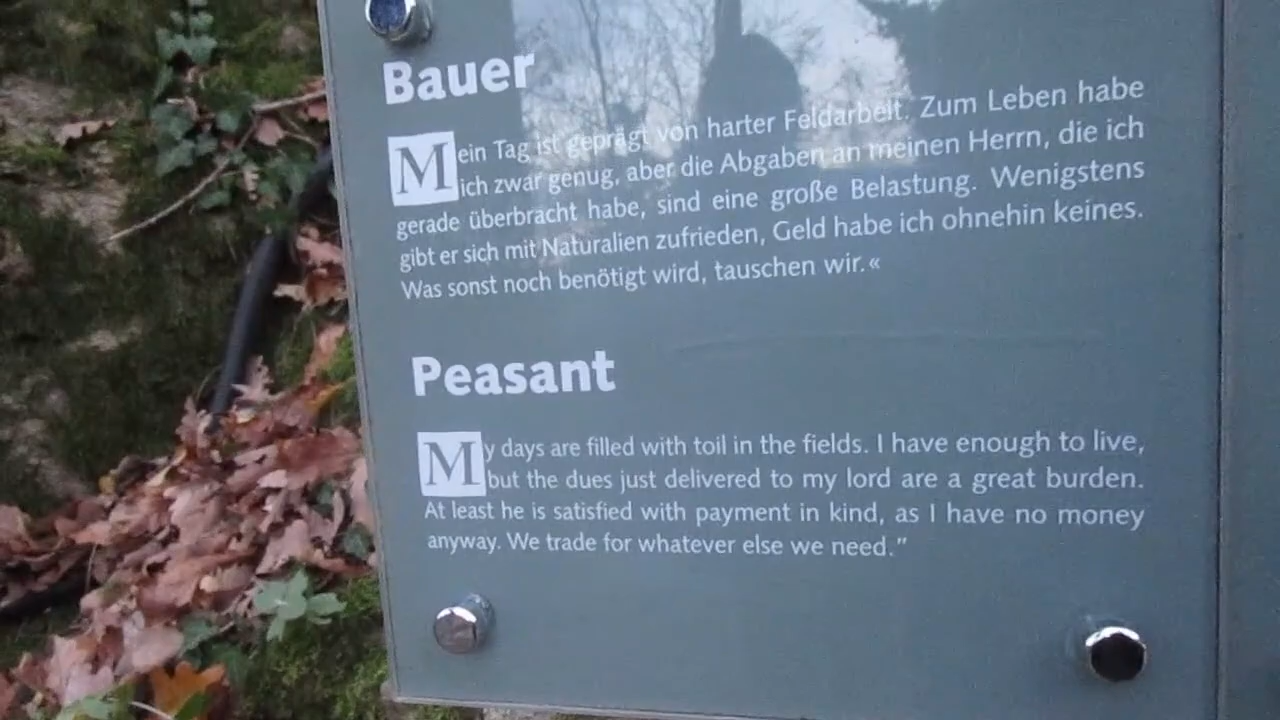 Bauer
Mein Tag ist geprägt von harter Feldarbeit. Zum Leben habe
ich zwar genug, aber die Abgaben an meinen Herrn, die ich
gerade überbracht habe, sind eine große Belastung. Wenigstens
gibt er sich mit Naturalien zufrieden, Geld habe ich ohnehin keines.
Was sonst noch benötigt wird, tauschen wir.«
Peasant
My days are filled with toil in the fields. I have enough to live,
but the dues just delivered to my lord are a great burden.
At least he is satisfied with payment in kind, as I have no money
anyway. We trade for whatever else we need.”